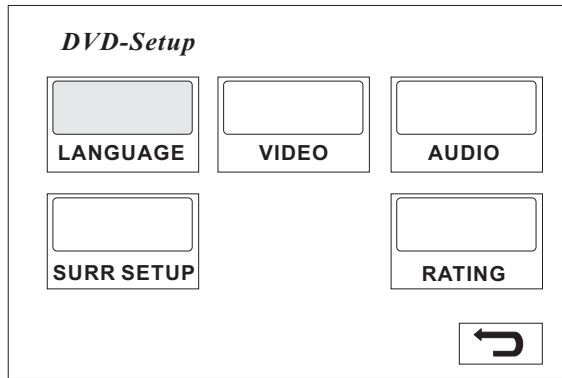 DVD-Setup
LANGUAGE
VIDEO
AUDIO
SURR SETUP
RATING